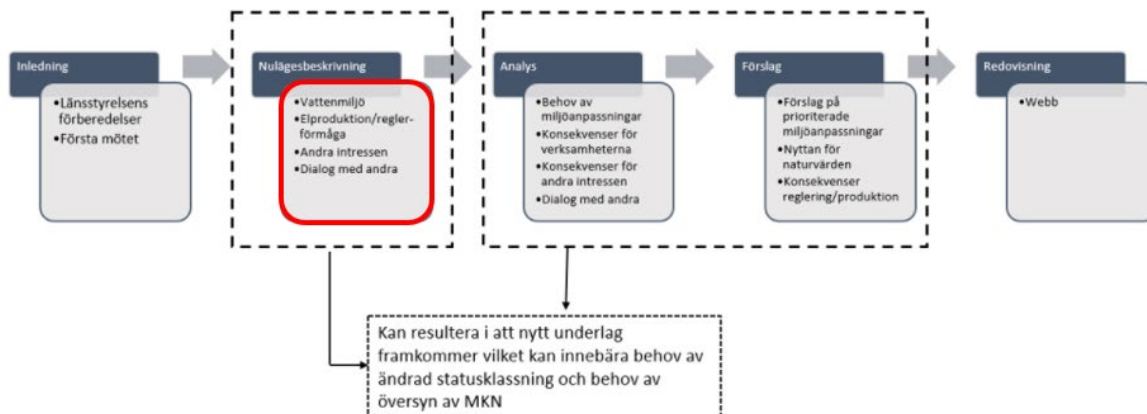 Inledning
•Länsstyrelsens
förberedelser
•Första mötet
Nulägesbeskrivning
•Vattenmiljö
•Elproduktion/regler-
förmåga
•Andra intressen
•Dialog med andra
Analys
•Behov av
miljöanpassningar
•Konsekvenser för
verksamheterna
•Konsekvenser för
andra intressen
•Dialog med andra
Förslag
•Förslag på
prioriterade
miljöanpassningar
•Nyttan för
naturvärden
•Konsekvenser
reglering/produktion
Redovisning
•Webb
Kan resultera i att nytt underlag
framkommer vilket kan innebära behov av
ändrad statusklassning och behov av
översyn av MKN